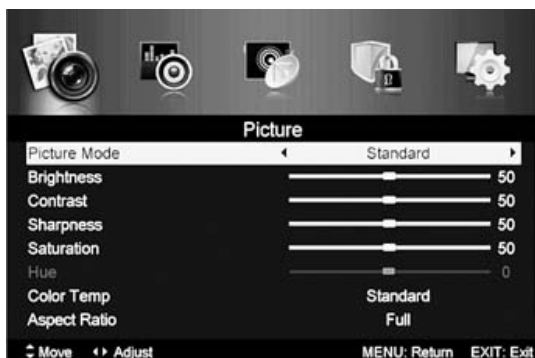 Picture
Picture Mode Standard
Brightness 50
Contrast 50
Sharpness 50
Saturation 50
Hue 0
Color Temp Standard
Aspect Ratio Full
Move Adjust MENU: Return EXIT: Exit